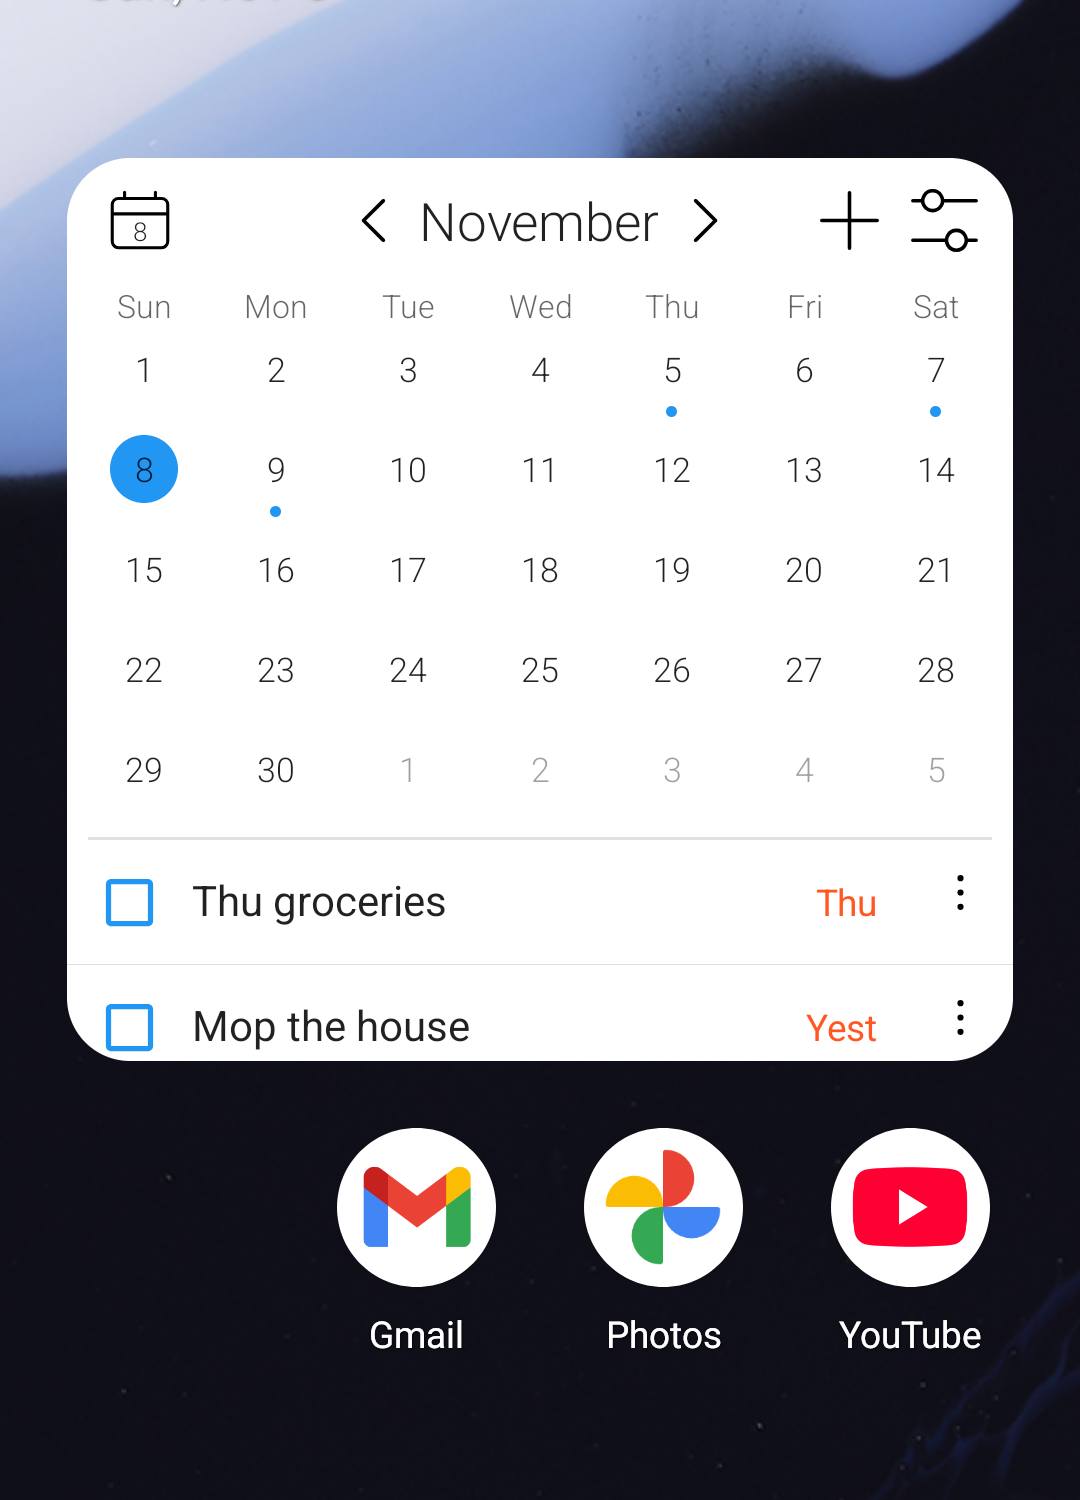 8 November
Sun Mon Tue Wed Thu Fri Sat
1 2 3 4 5 6 7
8 9 10 11 12 13 14
15 16 17 18 19 20 21
22 23 24 25 26 27 28
29 30 1 2 3 4 5
Thu groceries Thu
Mop the house Yest
Gmail Photos YouTube